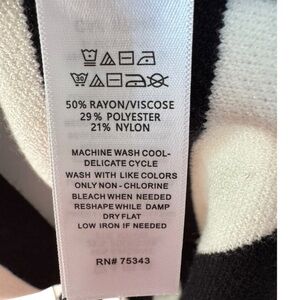 30
50% RAYON/VISCOSE
29% POLYESTER
21% NYLON
MACHINE WASH COOL-
DELICATE CYCLE
WASH WITH LIKE COLORS
ONLY NON - CHLORINE
BLEACH WHEN NEEDED
RESHAPE WHILE DAMP
DRY FLAT
LOW IRON IF NEEDED
RN# 75343